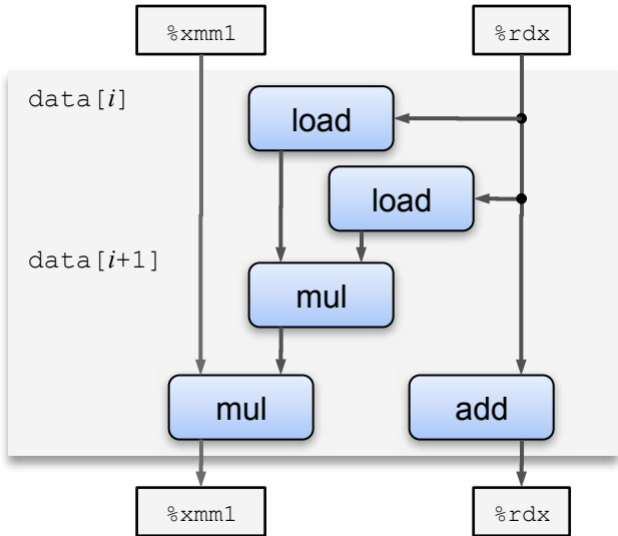 %xmm1 %rdx
data[i]
load
load
data[i+1]
mul
mul add
%xmm1 %rdx